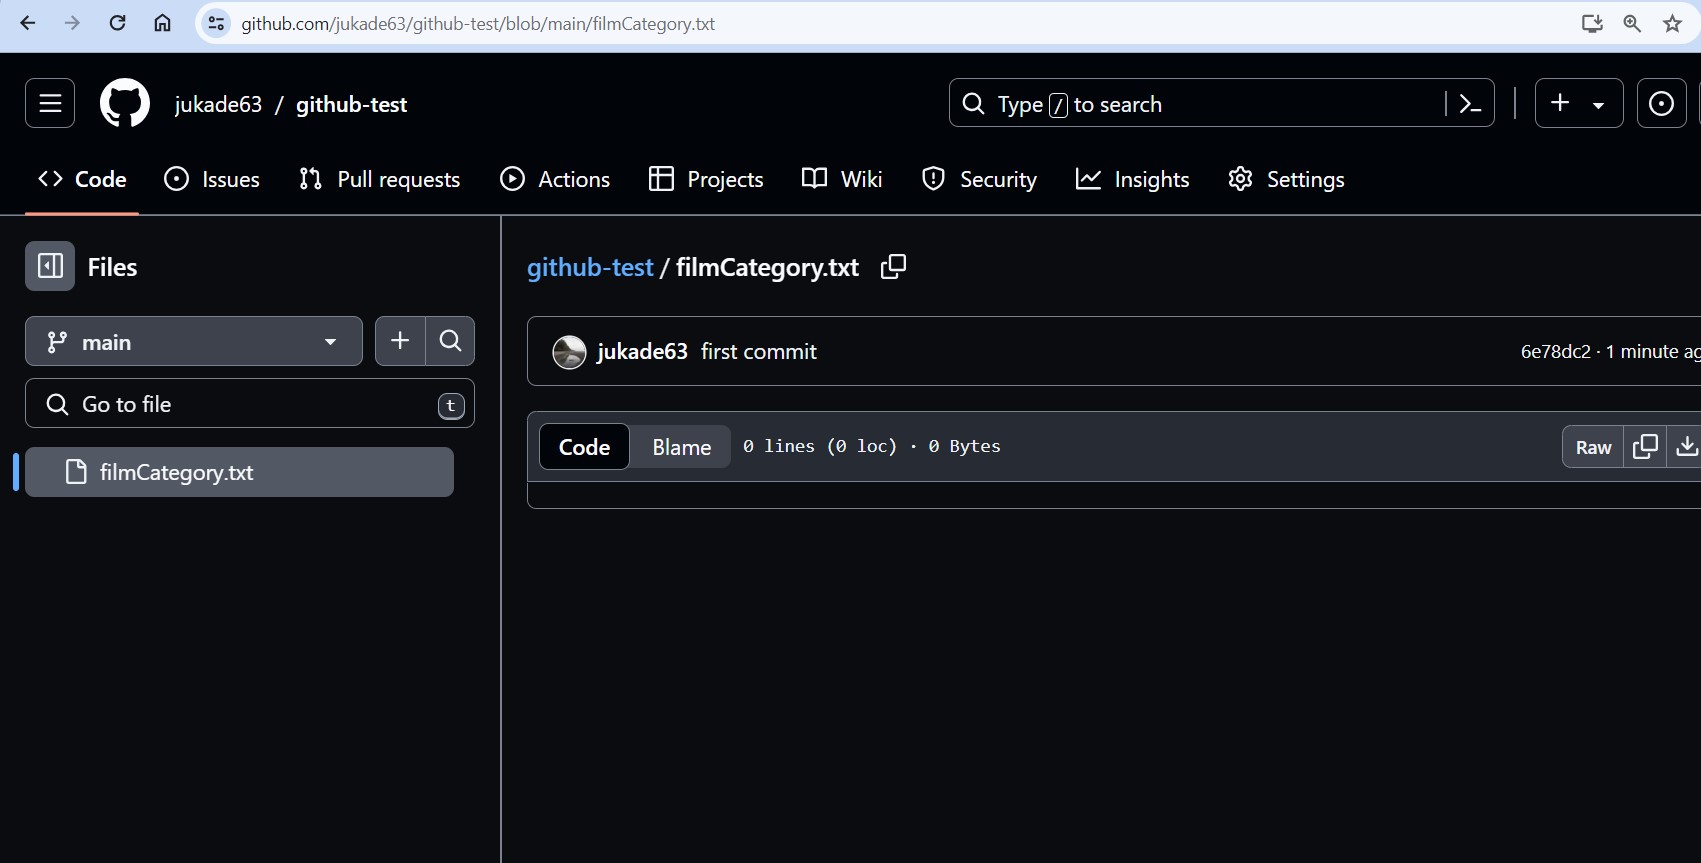 github.com/jukade63/github-test/blob/main/filmCategory.txt
jukade63 / github-test
Type / to search
Code Issues Pull requests Actions Projects Wiki Security Insights Settings
Files
main
Go to file t
filmCategory.txt
github-test / filmCategory.txt
jukade63 first commit 6e78dc2 · 1 minute ag
Code Blame 0 lines (0 loc) · 0 Bytes Raw